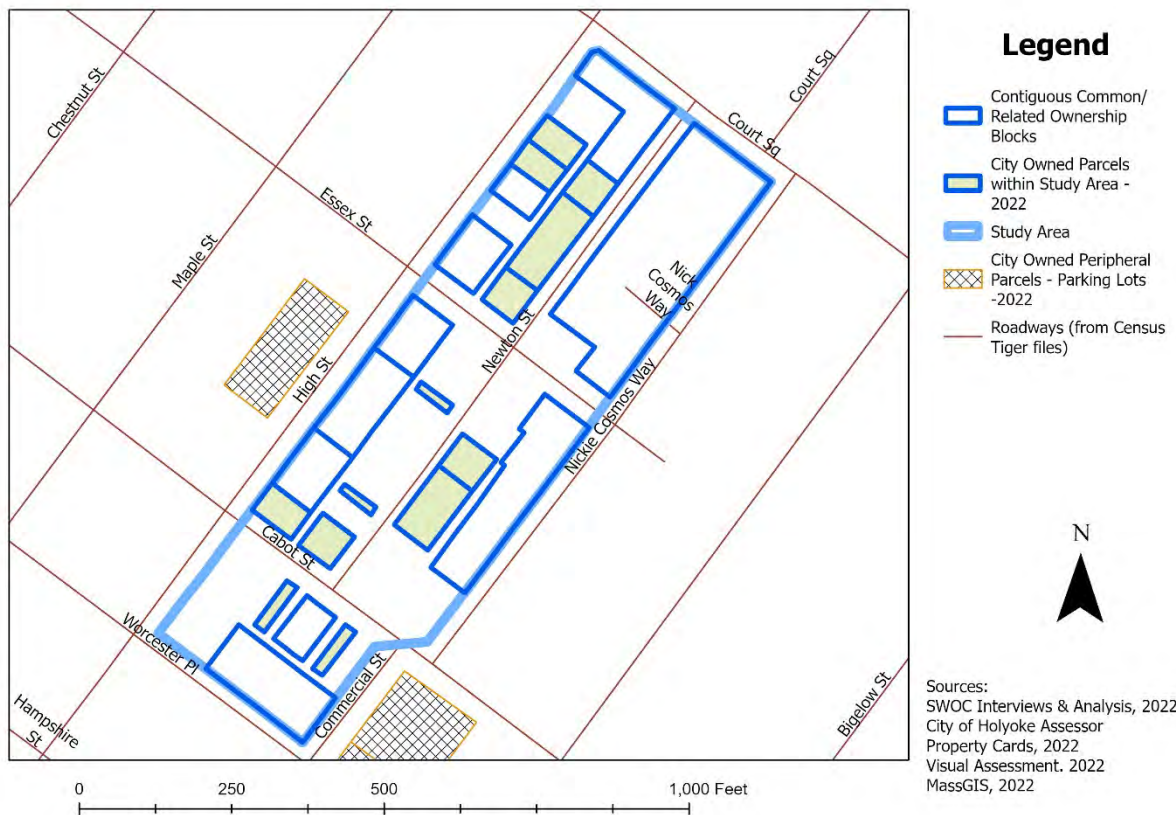 Chestnut St
Court Sq
Court Sq
Essex St
Maple St
Nick
Cosmos
Way
High St
Newton St
Nickie Cosmos Way
Cabot St
Worcester Pl
Commercial St
Hampshire
St
Bigelow St
0 250 500 1,000 Feet
Legend
Contiguous Common/
Related Ownership
Blocks
City Owned Parcels
within Study Area -
2022
Study Area
City Owned Peripheral
Parcels - Parking Lots
-2022
Roadways (from Census
Tiger files)
N
Sources:
SWOC Interviews & Analysis, 2022
City of Holyoke Assessor
Property Cards, 2022
Visual Assessment. 2022
MassGIS, 2022